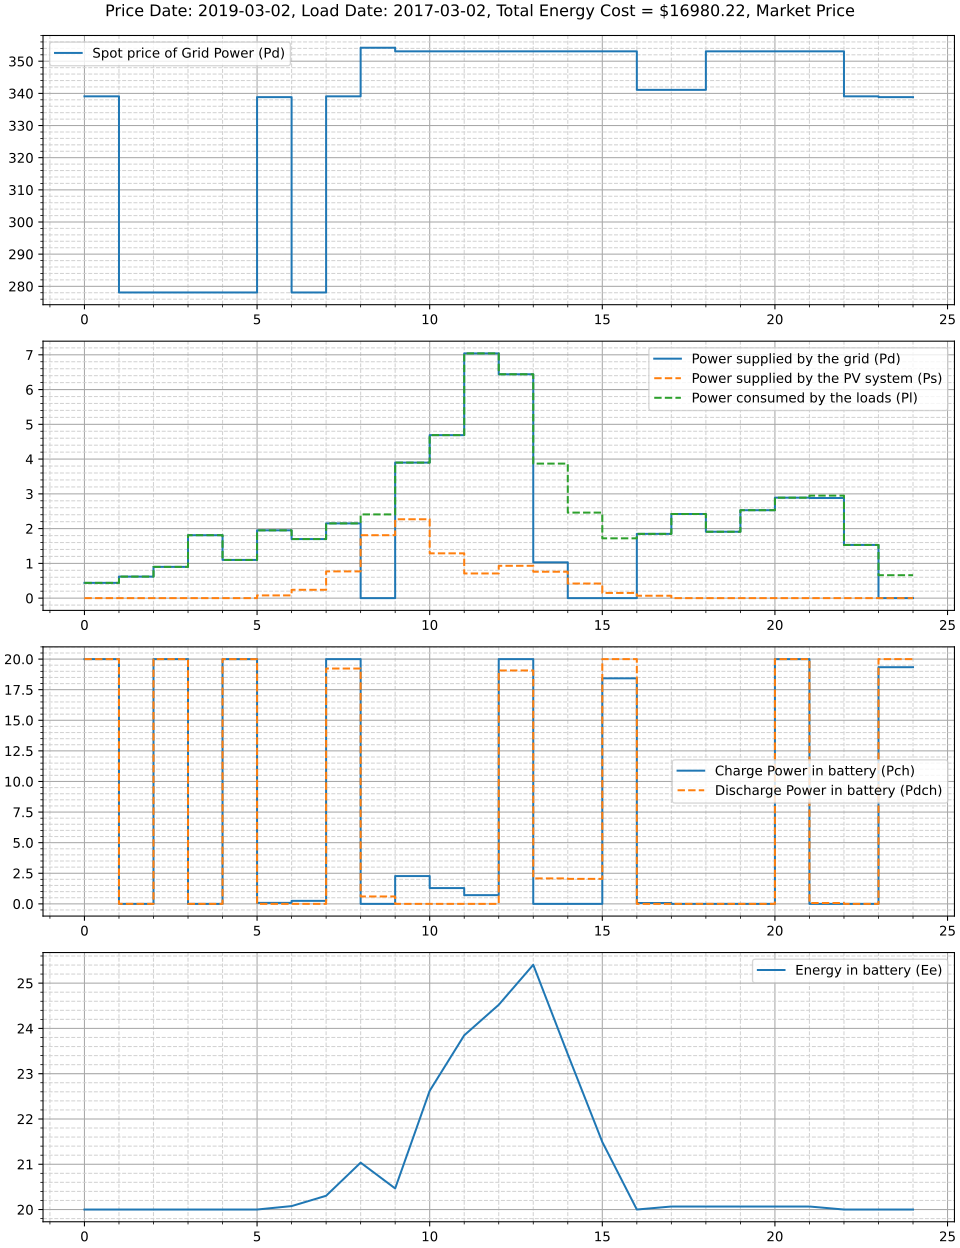 Price Date: 2019-03-02, Load Date: 2017-03-02, Total Energy Cost = $16980.22, Market Price
Spot price of Grid Power (Pd)
350
340
330
320
310
300
290
280
0 5 10 15 20 25
Power supplied by the grid (Pd)
Power supplied by the PV system (Ps)
Power consumed by the loads (Pl)
7
6
5
4
3
2
1
0
0 5 10 15 20 25
20.0
17.5
15.0
12.5
10.0
7.5
5.0
2.5
0.0
Charge Power in battery (Pch)
Discharge Power in battery (Pdch)
0 5 10 15 20 25
Energy in battery (Ee)
25
24
23
22
21
20
0 5 10 15 20 25